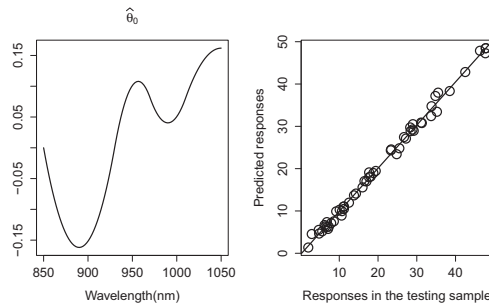 θ̂₀
0.15
0.05
-0.05
-0.15
850 900 950 1000 1050
Wavelength(nm)
Predicted responses
50
40
30
20
10
0
10 20 30 40
Responses in the testing sample